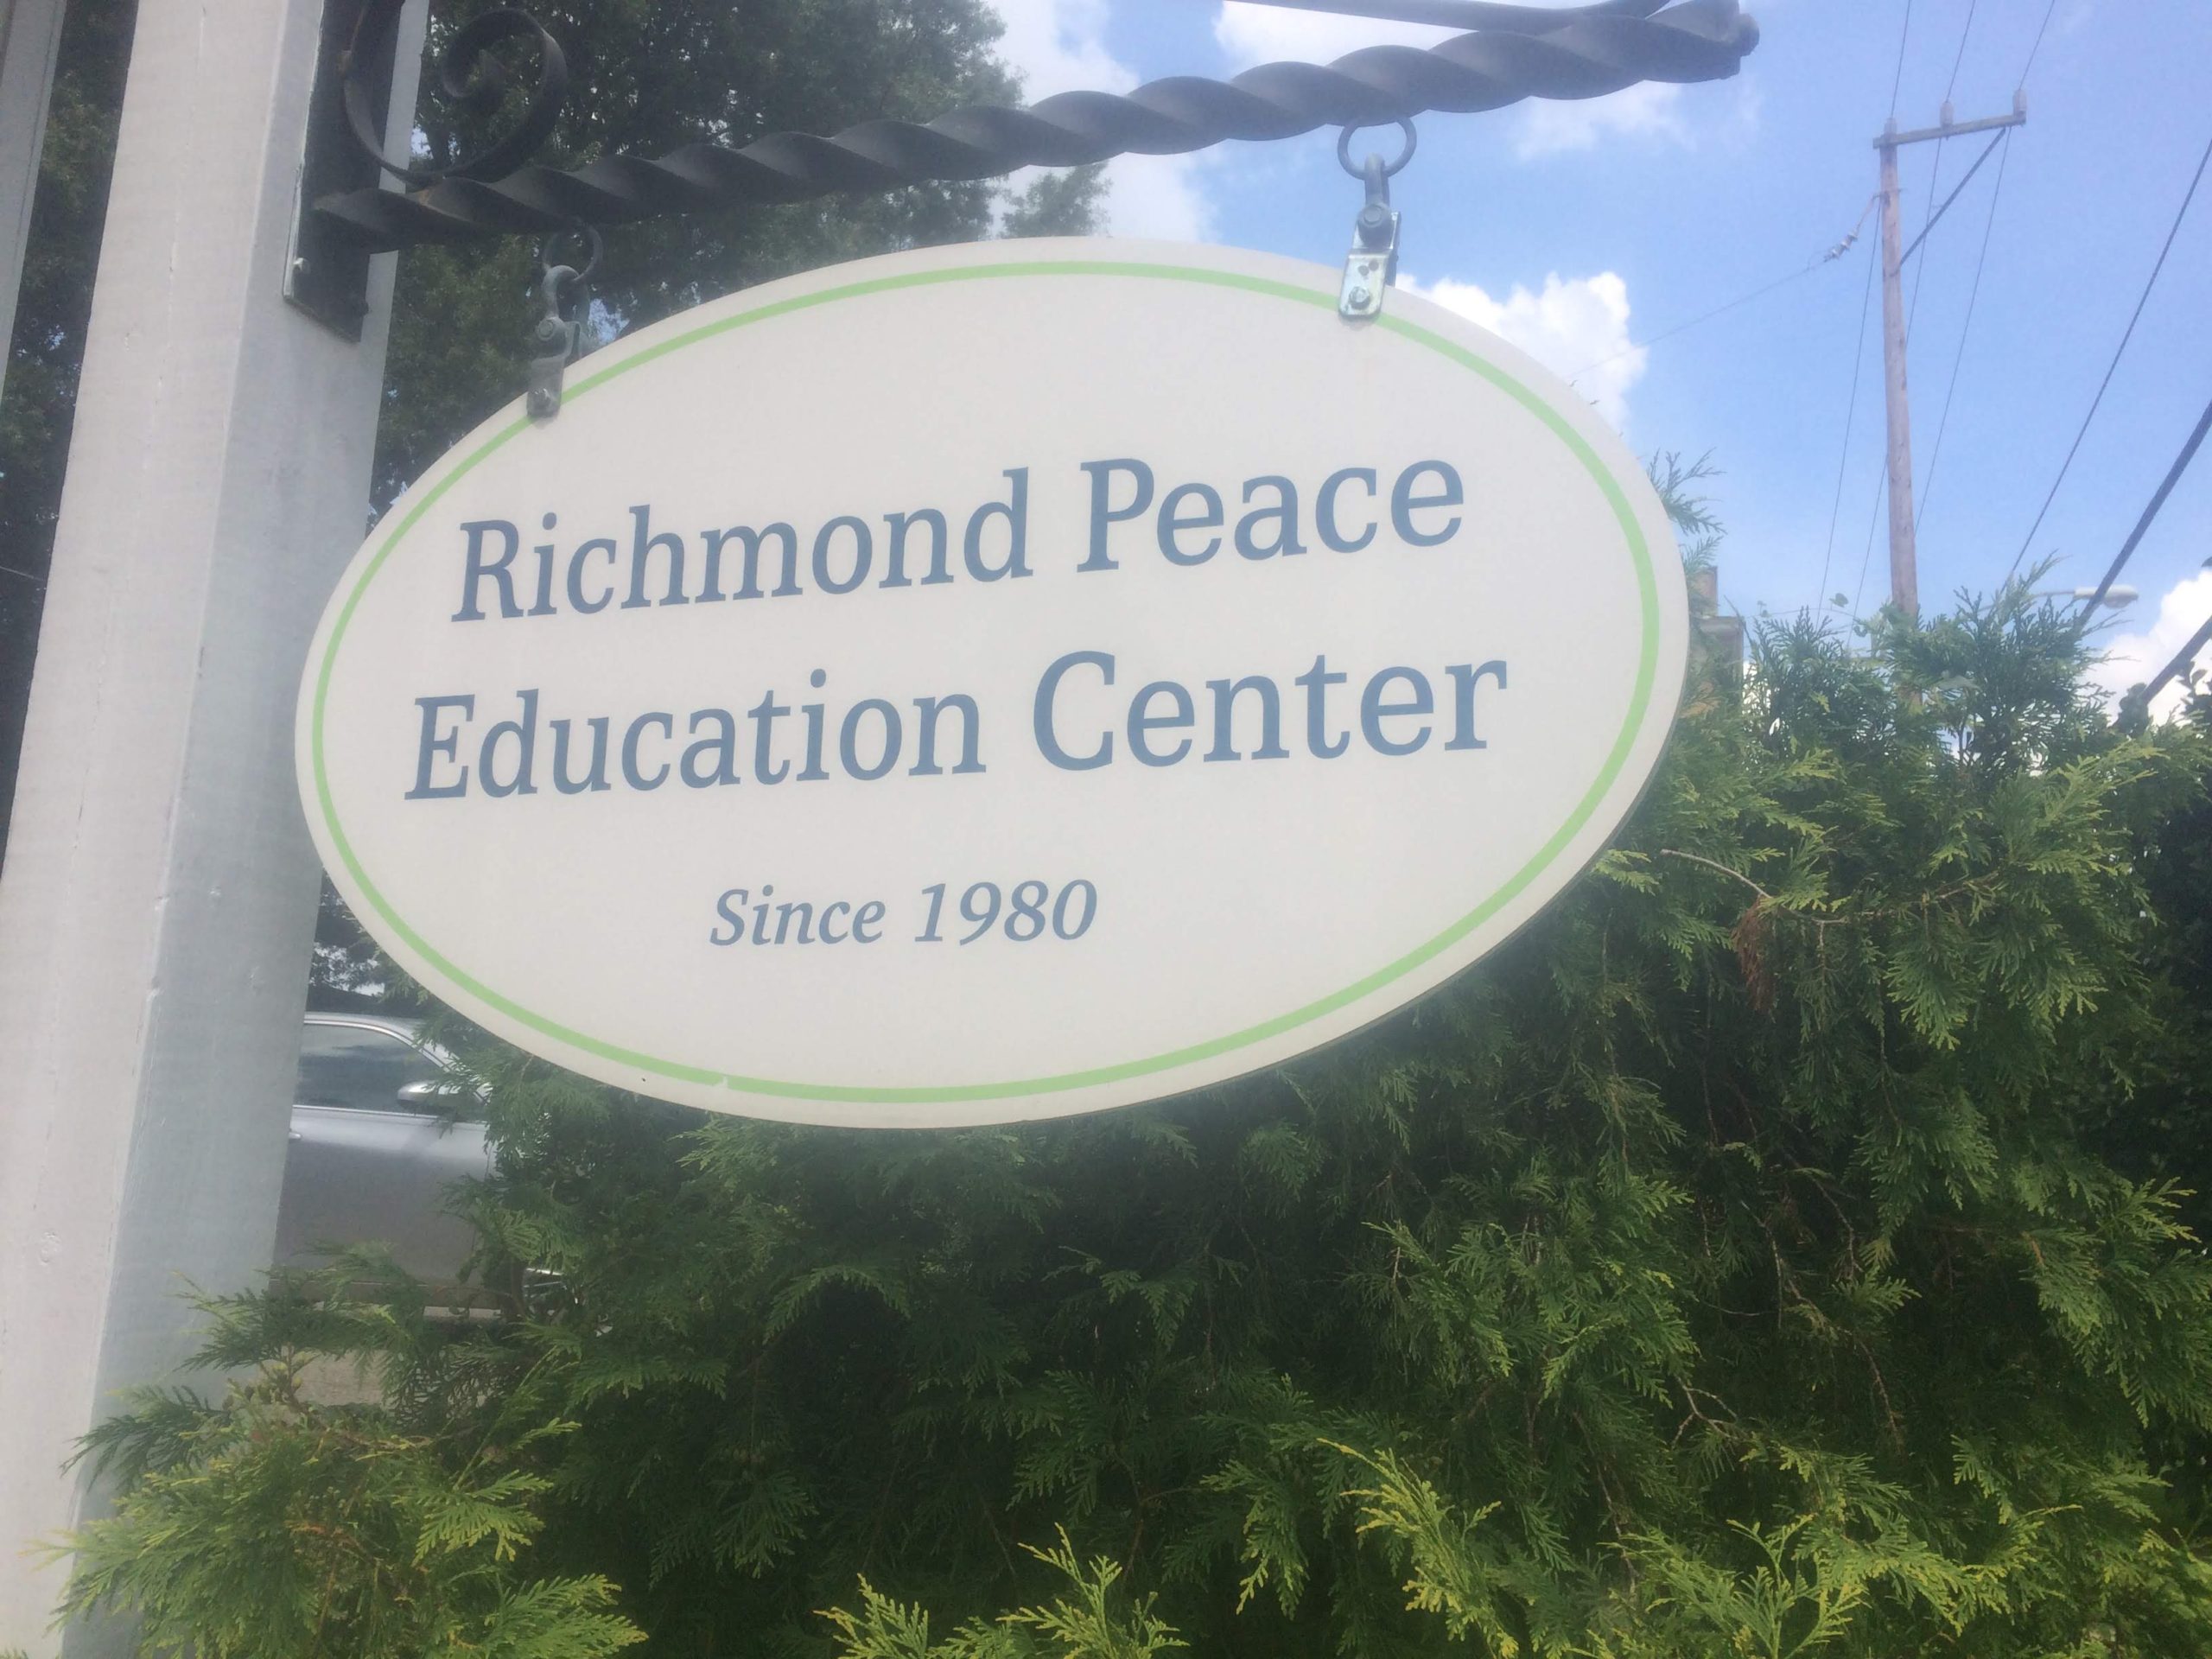 Richmond Peace
Education Center
Since 1980